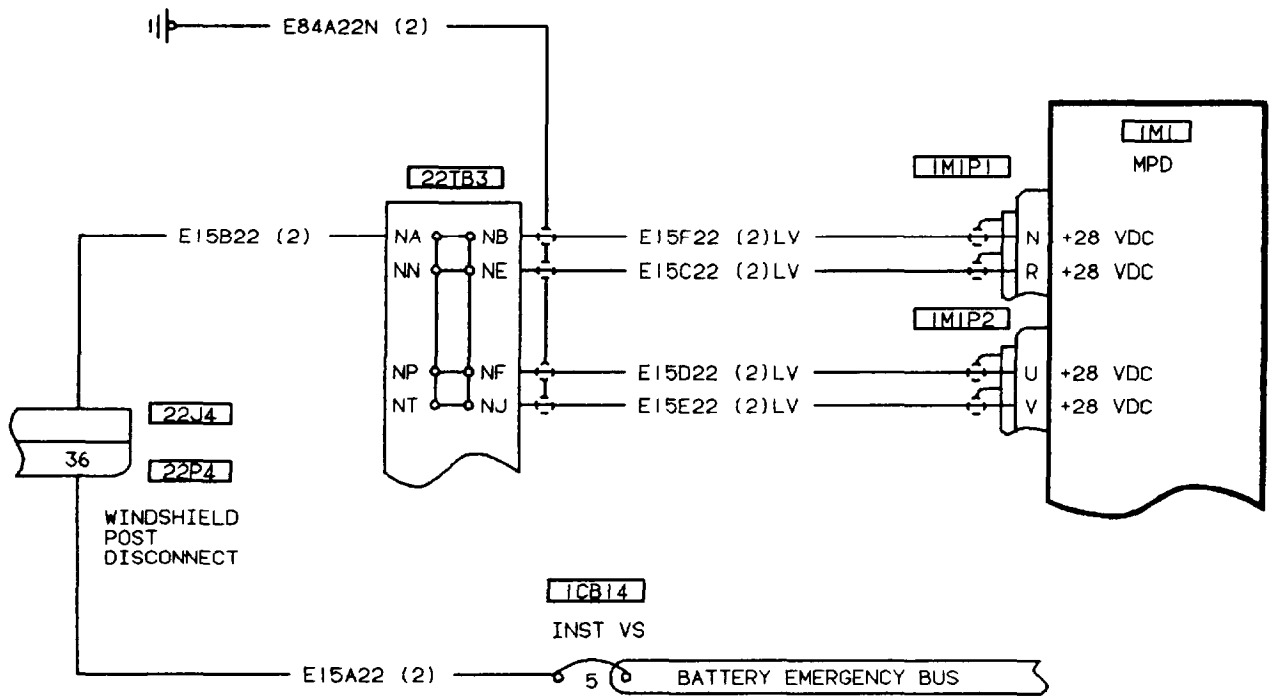 E84A22N (2)
1M1
MPD
1M1P1
22TB3
E15B22 (2)
NA NB
E15F22 (2)LV
N +28 VDC
NN NE
E15C22 (2)LV
R +28 VDC
1M1P2
NP NF
E15D22 (2)LV
U +28 VDC
NT NJ
E15E22 (2)LV
V +28 VDC
22J4
36
22P4
WINDSHIELD
POST
DISCONNECT
1CB14
INST VS
E15A22 (2)
5
BATTERY EMERGENCY BUS